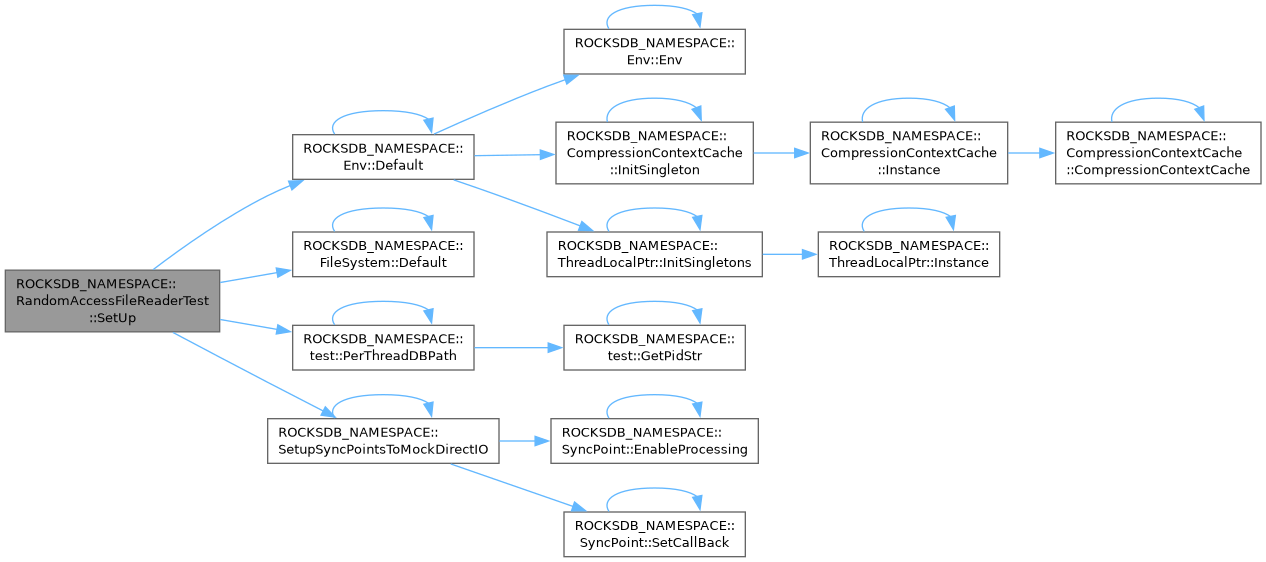 ROCKSDB_NAMESPACE::
RandomAccessFileReaderTest
::SetUp
ROCKSDB_NAMESPACE::
Env::Default
ROCKSDB_NAMESPACE::
Env::Env
ROCKSDB_NAMESPACE::
CompressionContextCache
::InitSingleton
ROCKSDB_NAMESPACE::
CompressionContextCache
::Instance
ROCKSDB_NAMESPACE::
CompressionContextCache
::CompressionContextCache
ROCKSDB_NAMESPACE::
ThreadLocalPtr::InitSingletons
ROCKSDB_NAMESPACE::
ThreadLocalPtr::Instance
ROCKSDB_NAMESPACE::
FileSystem::Default
ROCKSDB_NAMESPACE::
test::PerThreadDBPath
ROCKSDB_NAMESPACE::
test::GetPidStr
ROCKSDB_NAMESPACE::
SetupSyncPointsToMockDirectIO
ROCKSDB_NAMESPACE::
SyncPoint::EnableProcessing
ROCKSDB_NAMESPACE::
SyncPoint::SetCallBack